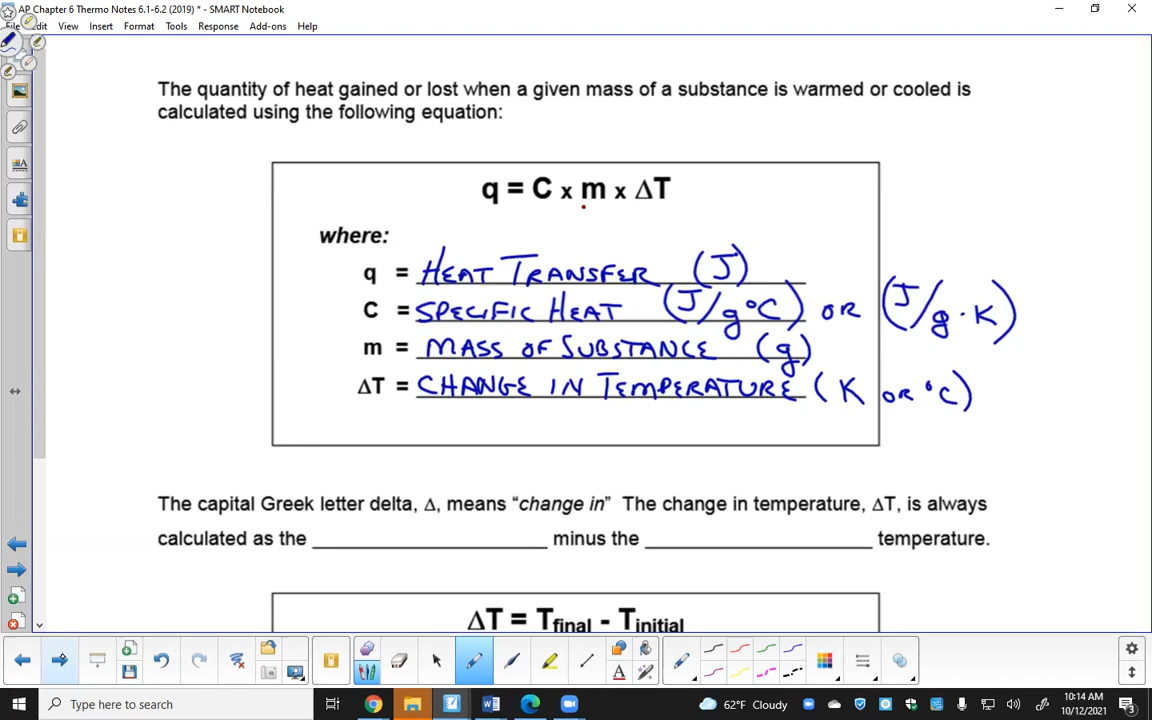 AP Chapter 6 Thermo Notes 6.1-6.2 (2019) * - SMART Notebook
File Edit View Insert Format Tools Response Add-ons Help
The quantity of heat gained or lost when a given mass of a substance is warmed or cooled is
calculated using the following equation:
q = C x m x ΔT
where:
q = HEAT TRANSFER (J)
C = SPECIFIC HEAT (J/g°C) OR (J/g·K)
m = MASS OF SUBSTANCE (g)
ΔT = CHANGE IN TEMPERATURE (K OR °C)
The capital Greek letter delta, Δ, means “change in” The change in temperature, ΔT, is always
calculated as the ____________ minus the ____________ temperature.
ΔT = Tfinal - Tinitial
Type here to search
62°F Cloudy
10:14 AM
10/12/2021
3